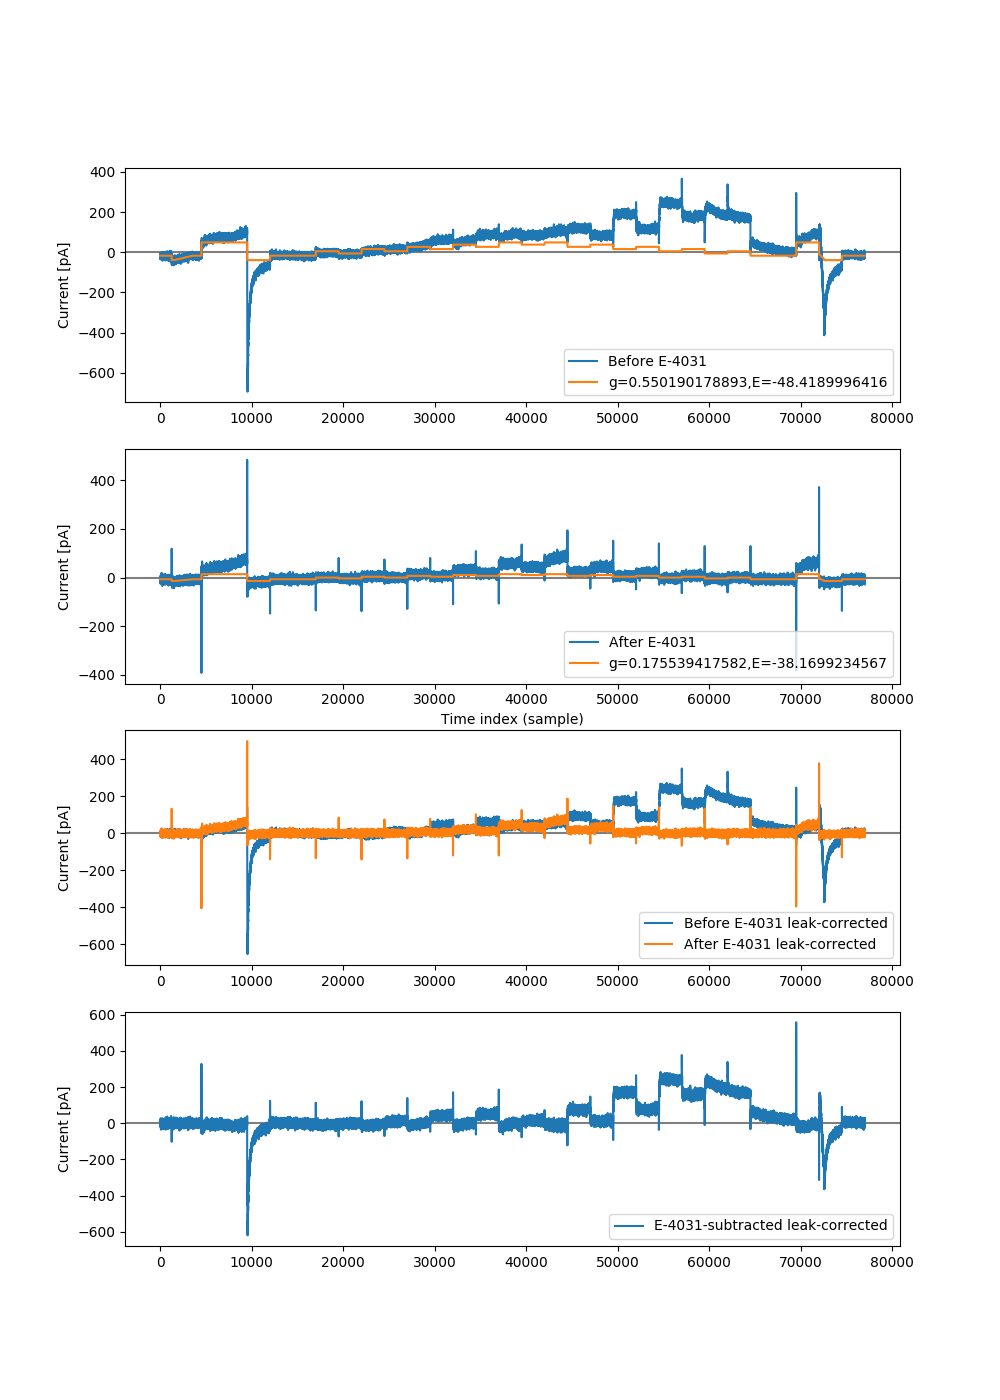 400
200
0
−200
−400
−600
Current [pA]
Before E-4031
g=0.550190178893,E=-48.4189996416
0 10000 20000 30000 40000 50000 60000 70000 80000
400
200
0
−200
−400
Current [pA]
After E-4031
g=0.175539417582,E=-38.1699234567
0 10000 20000 30000 40000 50000 60000 70000 80000
Time index (sample)
400
200
0
−200
−400
−600
Current [pA]
Before E-4031 leak-corrected
After E-4031 leak-corrected
0 10000 20000 30000 40000 50000 60000 70000 80000
600
400
200
0
−200
−400
−600
Current [pA]
E-4031-subtracted leak-corrected
0 10000 20000 30000 40000 50000 60000 70000 80000